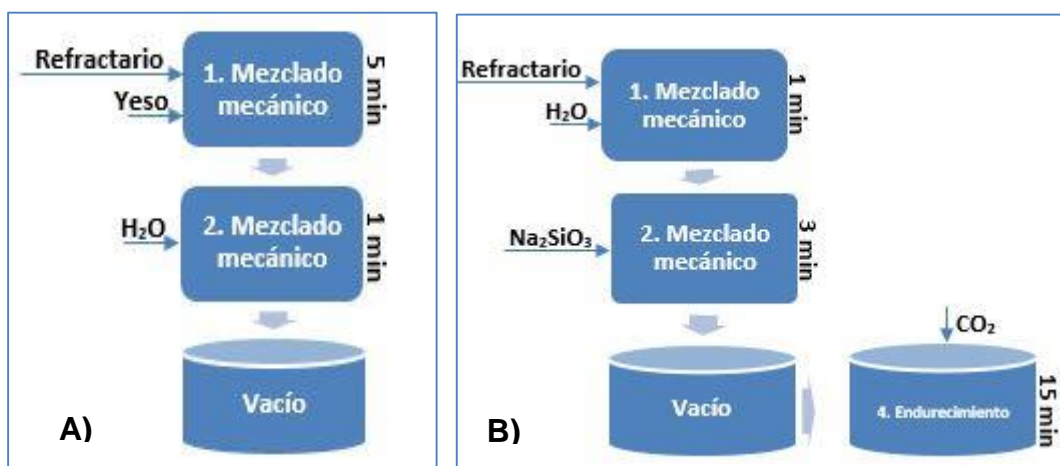 Refractario
Yeso
1. Mezclado
mecánico
5 min
H₂O
2. Mezclado
mecánico
1 min
Vacío
A)
Refractario
H₂O
1. Mezclado
mecánico
1 min
Na₂SiO₃
2. Mezclado
mecánico
3 min
Vacío
CO₂
4. Endurecimiento
15 min
B)